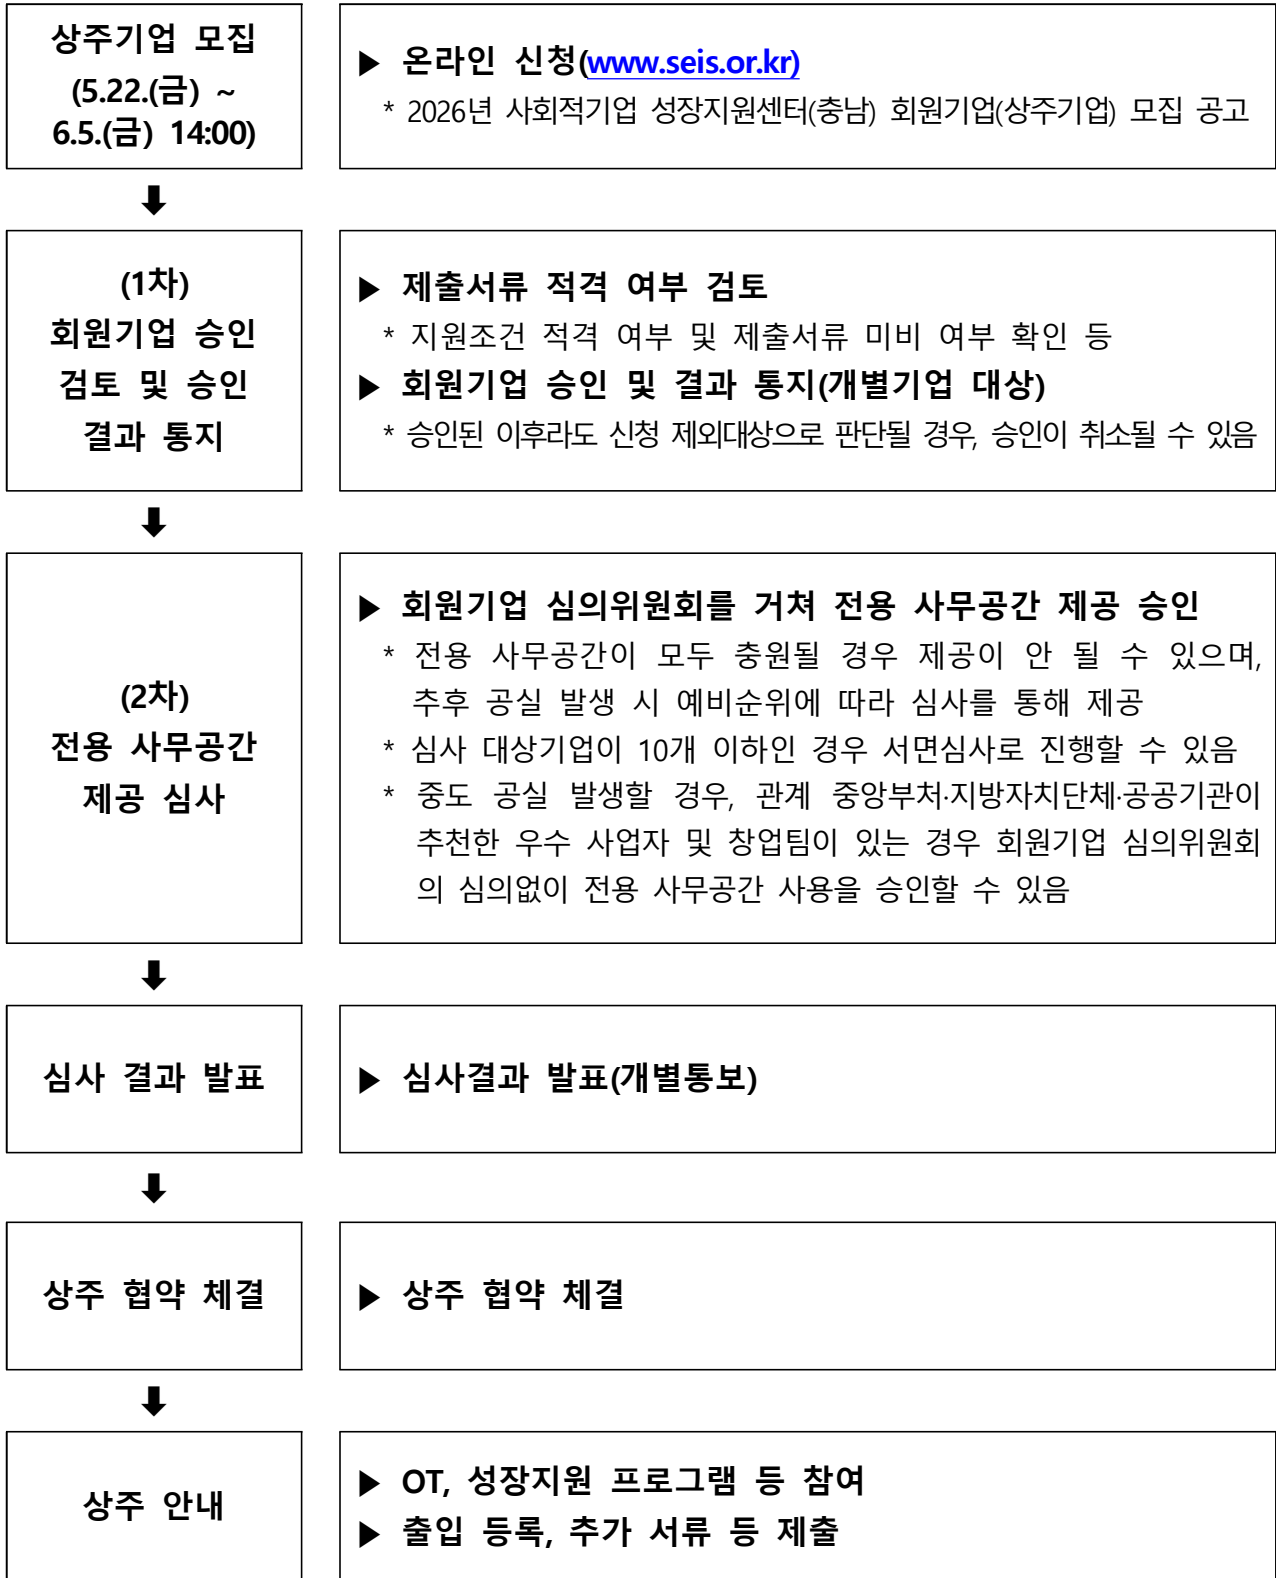 상주기업 모집
(5.22.(금) ~
6.5.(금) 14:00)
▶ 온라인 신청(www.seis.or.kr)
* 2026년 사회적기업 성장지원센터(충남) 회원기업(상주기업) 모집 공고
(1차)
회원기업 승인
검토 및 승인
결과 통지
▶ 제출서류 적격 여부 검토
* 지원조건 적격 여부 및 제출서류 미비 여부 확인 등
▶ 회원기업 승인 및 결과 통지(개별기업 대상)
* 승인된 이후라도 신청 제외대상으로 판단될 경우, 승인이 취소될 수 있음
(2차)
전용 사무공간
제공 심사
▶ 회원기업 심의위원회를 거쳐 전용 사무공간 제공 승인
* 전용 사무공간이 모두 충원될 경우 제공이 안 될 수 있으며,
추후 공실 발생 시 예비순위에 따라 심사를 통해 제공
* 심사 대상기업이 10개 이하인 경우 서면심사로 진행할 수 있음
* 중도 공실 발생할 경우, 관계 중앙부처·지방자치단체·공공기관이
추천한 우수 사업자 및 창업팀이 있는 경우 회원기업 심의위원회
의 심의없이 전용 사무공간 사용을 승인할 수 있음
심사 결과 발표
▶ 심사결과 발표(개별통보)
상주 협약 체결
▶ 상주 협약 체결
상주 안내
▶ OT, 성장지원 프로그램 등 참여
▶ 출입 등록, 추가 서류 등 제출